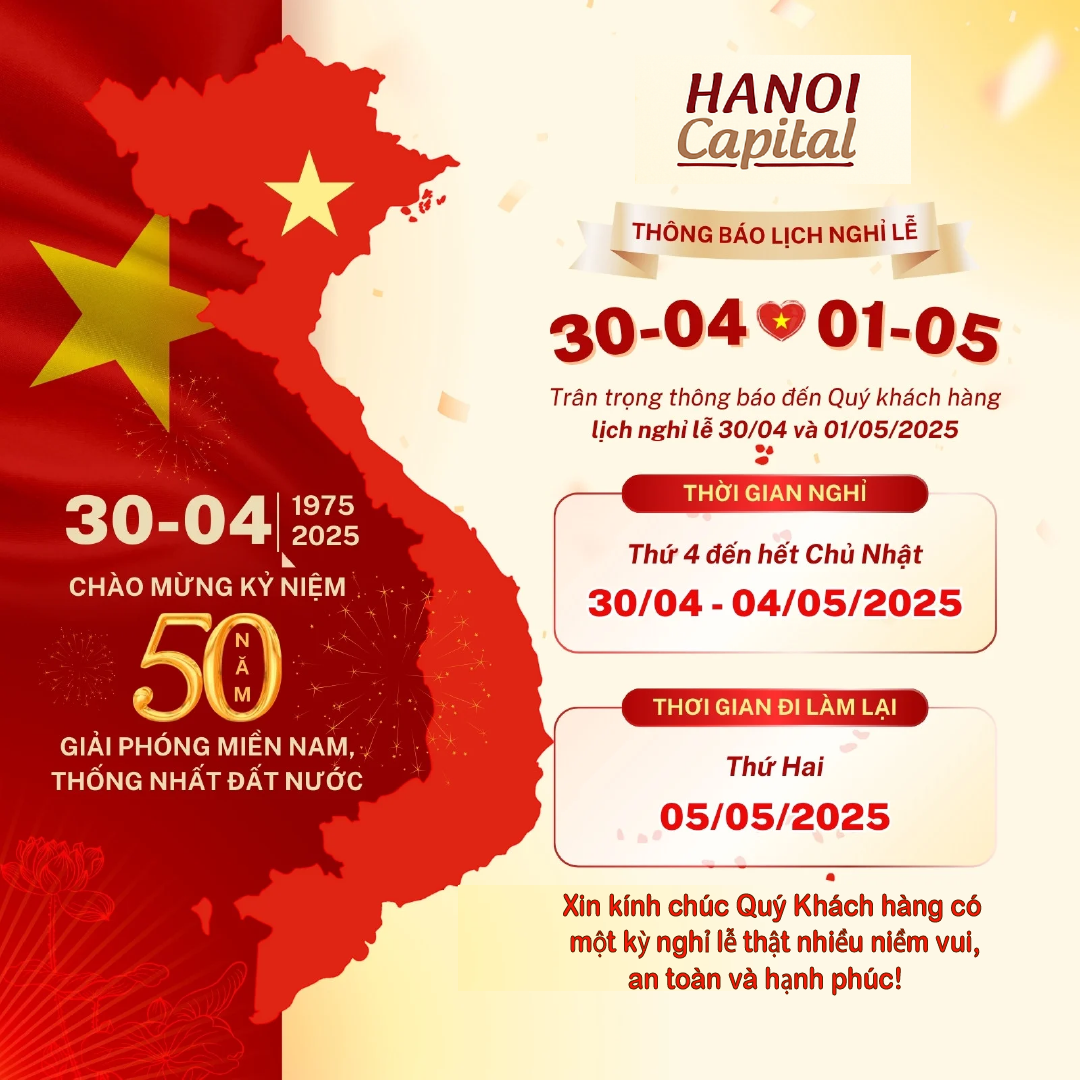 HANOI
Capital
THÔNG BÁO LỊCH NGHỈ LỄ
30-04 01-05
Trân trọng thông báo đến Quý khách hàng
lịch nghỉ lễ 30/04 và 01/05/2025
THỜI GIAN NGHỈ
Thứ 4 đến hết Chủ Nhật
30/04 - 04/05/2025
THƠI GIAN ĐI LÀM LẠI
Thứ Hai
05/05/2025
Xin kính chúc Quý Khách hàng có
một kỳ nghỉ lễ thật nhiều niềm vui,
an toàn và hạnh phúc!
30-04
1975
2025
CHÀO MỪNG KỶ NIỆM
50
NĂM
GIẢI PHÓNG MIỀN NAM,
THỐNG NHẤT ĐẤT NƯỚC